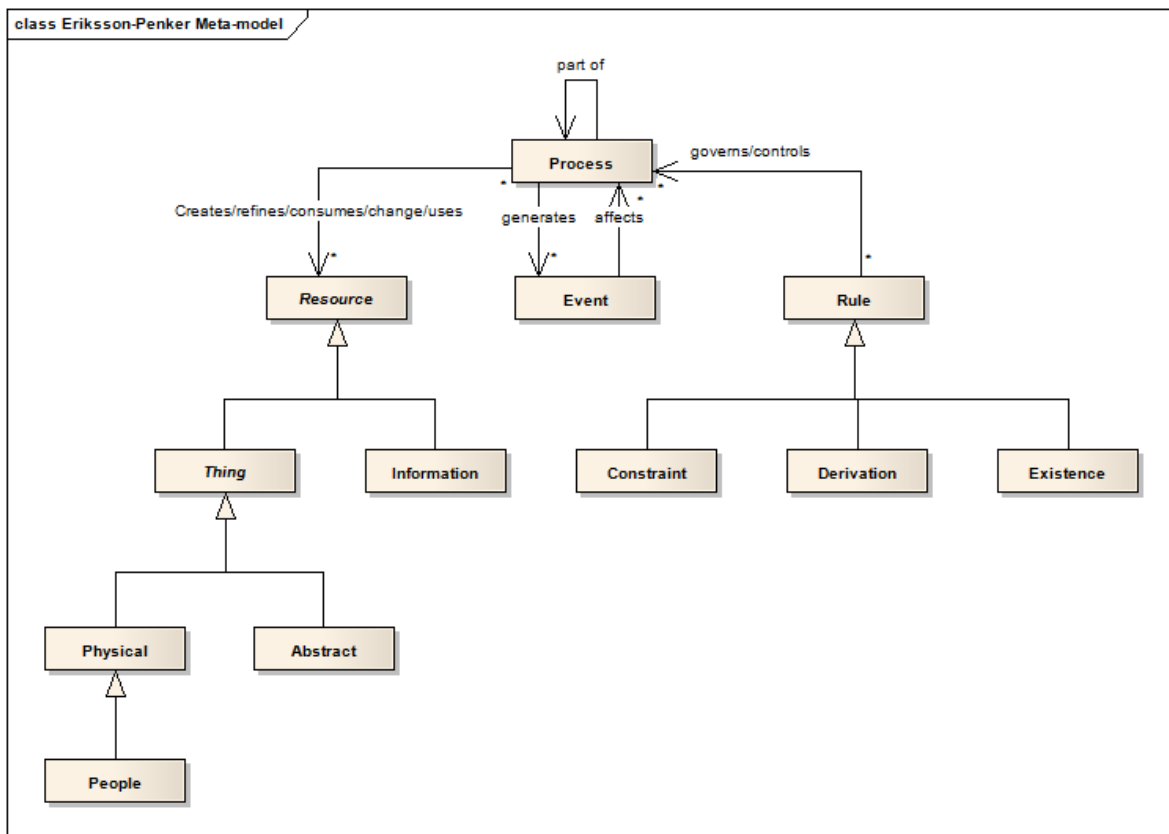 class Eriksson-Penker Meta-model
part of
Process
governs/controls
*
*
*
Creates/refines/consumes/change/uses
generates
affects
*
*
*
Resource
Event
Rule
Thing
Information
Constraint
Derivation
Existence
Physical
Abstract
People